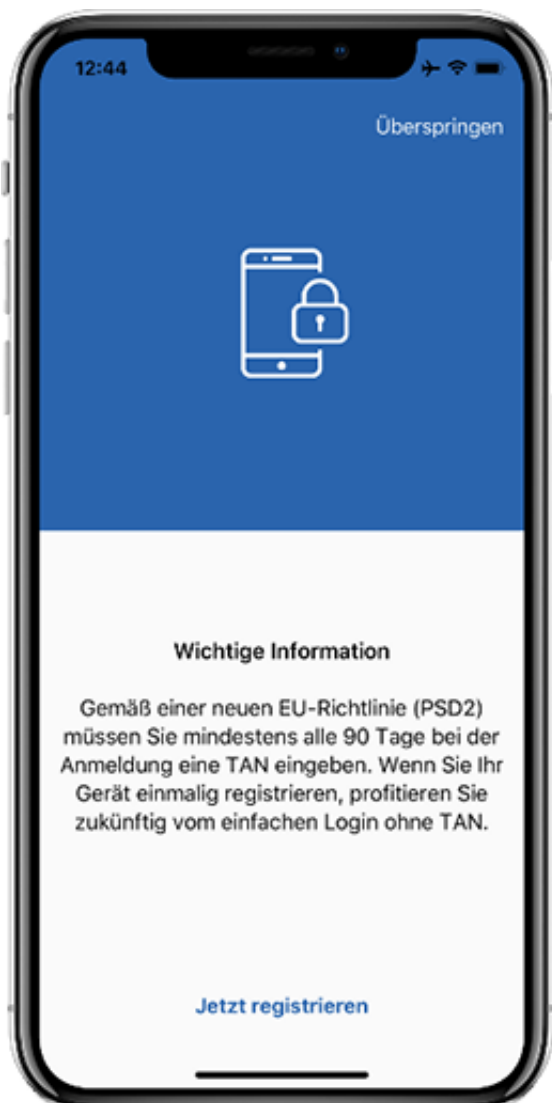 12:44
Überspringen
Wichtige Information
Gemäß einer neuen EU-Richtlinie (PSD2)
müssen Sie mindestens alle 90 Tage bei der
Anmeldung eine TAN eingeben. Wenn Sie Ihr
Gerät einmalig registrieren, profitieren Sie
zukünftig vom einfachen Login ohne TAN.
Jetzt registrieren